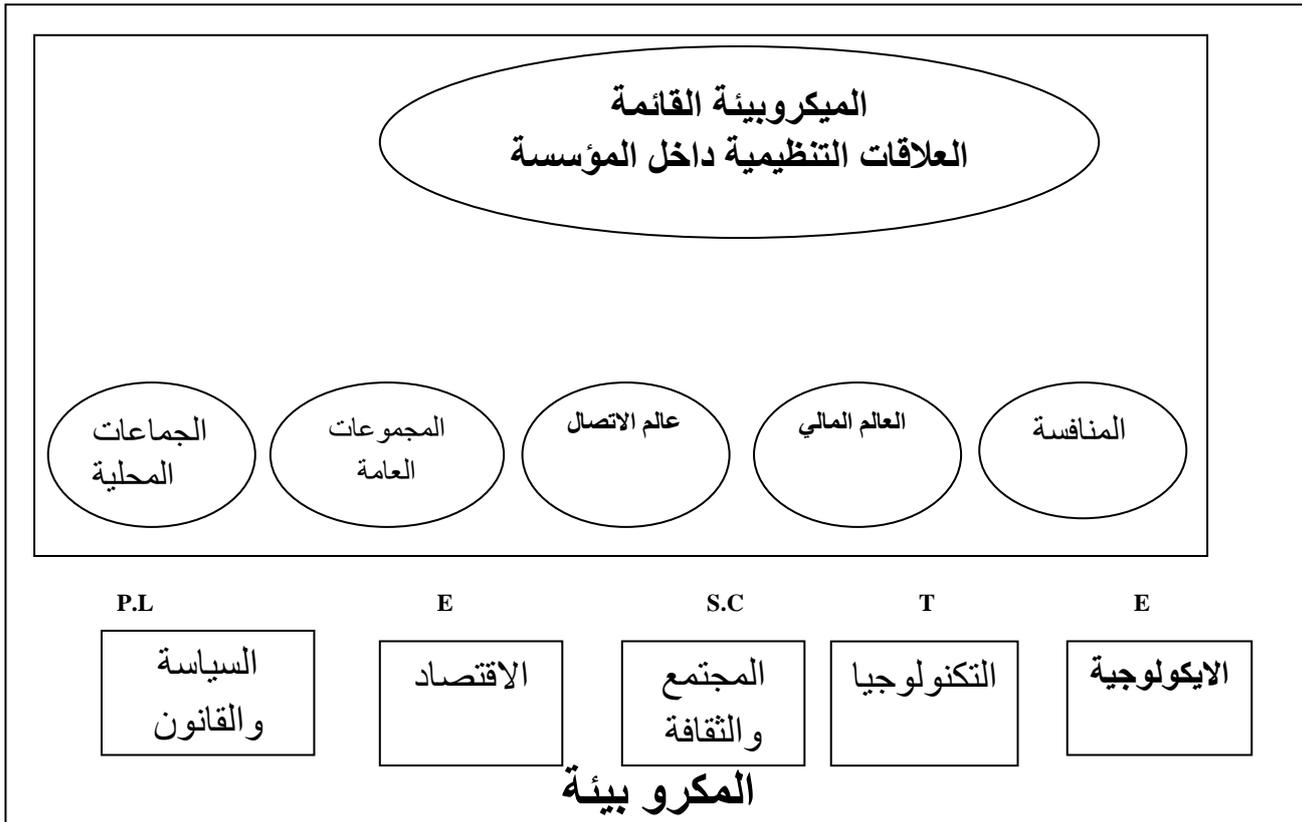 الميكروبيئة القائمة
العلاقات التنظيمية داخل المؤسسة
المنافسة
العالم المالي
عالم الاتصال
المجموعات
العامة
الجماعات
المحلية
E
T
S.C
E
P.L
الايكولوجية
التكنولوجيا
المجتمع
والثقافة
الاقتصاد
السياسة
والقانون
المكرو بيئة